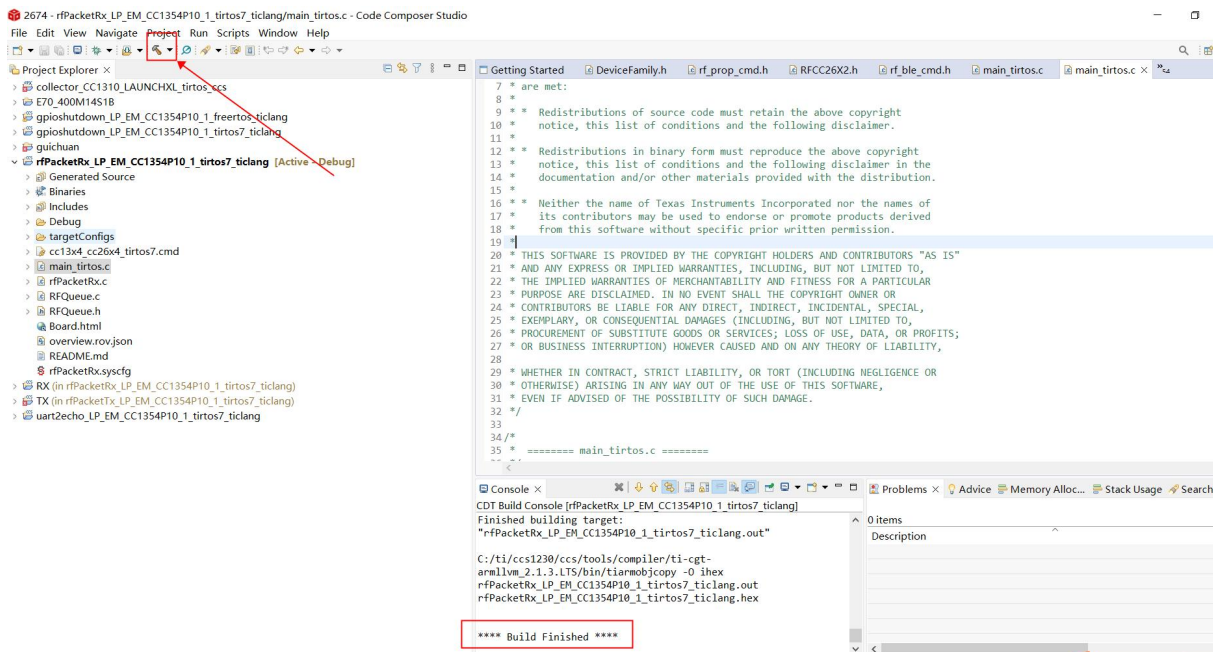 2674 - rfPacketRx_LP_EM_CC1354P10_1_tirtos7_ticlang/main_tirtos.c - Code Composer Studio
File Edit View Navigate Project Run Scripts Window Help
Project Explorer
collector_CC1310_LAUNCHXL_tirtos_ccs
E70_400M14S1B
gpioshutdown_LP_EM_CC1354P10_1_freertos_ticlang
gpioshutdown_LP_EM_CC1354P10_1_tirtos7_ticlang
guichuan
rfPacketRx_LP_EM_CC1354P10_1_tirtos7_ticlang [Active - Debug]
Generated Source
Binaries
Includes
Debug
targetConfigs
cc13x4_cc26x4_tirtos7.cmd
main_tirtos.c
rfPacketRx.c
RFQueue.c
RFQueue.h
Board.html
overview.rov.json
README.md
rfPacketRx.syscfg
RX (in rfPacketRx_LP_EM_CC1354P10_1_tirtos7_ticlang)
TX (in rfPacketTx_LP_EM_CC1354P10_1_tirtos7_ticlang)
uart2echo_LP_EM_CC1354P10_1_tirtos7_ticlang
Getting Started DeviceFamily.h rf_prop_cmd.h RFCC26X2.h rf_ble_cmd.h main_tirtos.c main_tirtos.c
7 * are met:
8 *
9 * * Redistributions of source code must retain the above copyright
10 * notice, this list of conditions and the following disclaimer.
11 *
12 * * Redistributions in binary form must reproduce the above copyright
13 * notice, this list of conditions and the following disclaimer in the
14 * documentation and/or other materials provided with the distribution.
15 *
16 * * Neither the name of Texas Instruments Incorporated nor the names of
17 * its contributors may be used to endorse or promote products derived
18 * from this software without specific prior written permission.
19 *
20 * THIS SOFTWARE IS PROVIDED BY THE COPYRIGHT HOLDERS AND CONTRIBUTORS "AS IS"
21 * AND ANY EXPRESS OR IMPLIED WARRANTIES, INCLUDING, BUT NOT LIMITED TO,
22 * THE IMPLIED WARRANTIES OF MERCHANTABILITY AND FITNESS FOR A PARTICULAR
23 * PURPOSE ARE DISCLAIMED. IN NO EVENT SHALL THE COPYRIGHT OWNER OR
24 * CONTRIBUTORS BE LIABLE FOR ANY DIRECT, INDIRECT, INCIDENTAL, SPECIAL,
25 * EXEMPLARY, OR CONSEQUENTIAL DAMAGES (INCLUDING, BUT NOT LIMITED TO,
26 * PROCUREMENT OF SUBSTITUTE GOODS OR SERVICES; LOSS OF USE, DATA, OR PROFITS;
27 * OR BUSINESS INTERRUPTION) HOWEVER CAUSED AND ON ANY THEORY OF LIABILITY,
28
29 * WHETHER IN CONTRACT, STRICT LIABILITY, OR TORT (INCLUDING NEGLIGENCE OR
30 * OTHERWISE) ARISING IN ANY WAY OUT OF THE USE OF THIS SOFTWARE,
31 * EVEN IF ADVISED OF THE POSSIBILITY OF SUCH DAMAGE.
32 */
33
34 /*
35 * ======== main_tirtos.c ========
Console
CDT Build Console [rfPacketRx_LP_EM_CC1354P10_1_tirtos7_ticlang]
Finished building target:
"rfPacketRx_LP_EM_CC1354P10_1_tirtos7_ticlang.out"
C:/ti/ccs1230/ccs/tools/compiler/ti-cgt-
armllvm_2.1.3.LTS/bin/tiarmobjcopy -O ihex
rfPacketRx_LP_EM_CC1354P10_1_tirtos7_ticlang.out
rfPacketRx_LP_EM_CC1354P10_1_tirtos7_ticlang.hex
**** Build Finished ****
Problems Advice Memory Alloc... Stack Usage Search
0 items
Description